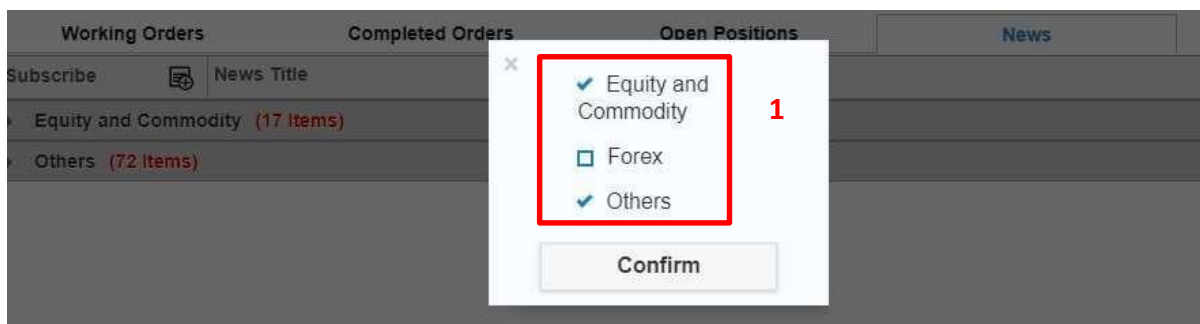 Working Orders Completed Orders Open Positions News
Subscribe News Title
Equity and Commodity (17 Items)
Others (72 Items)
Equity and
Commodity
1
Forex
Others
Confirm